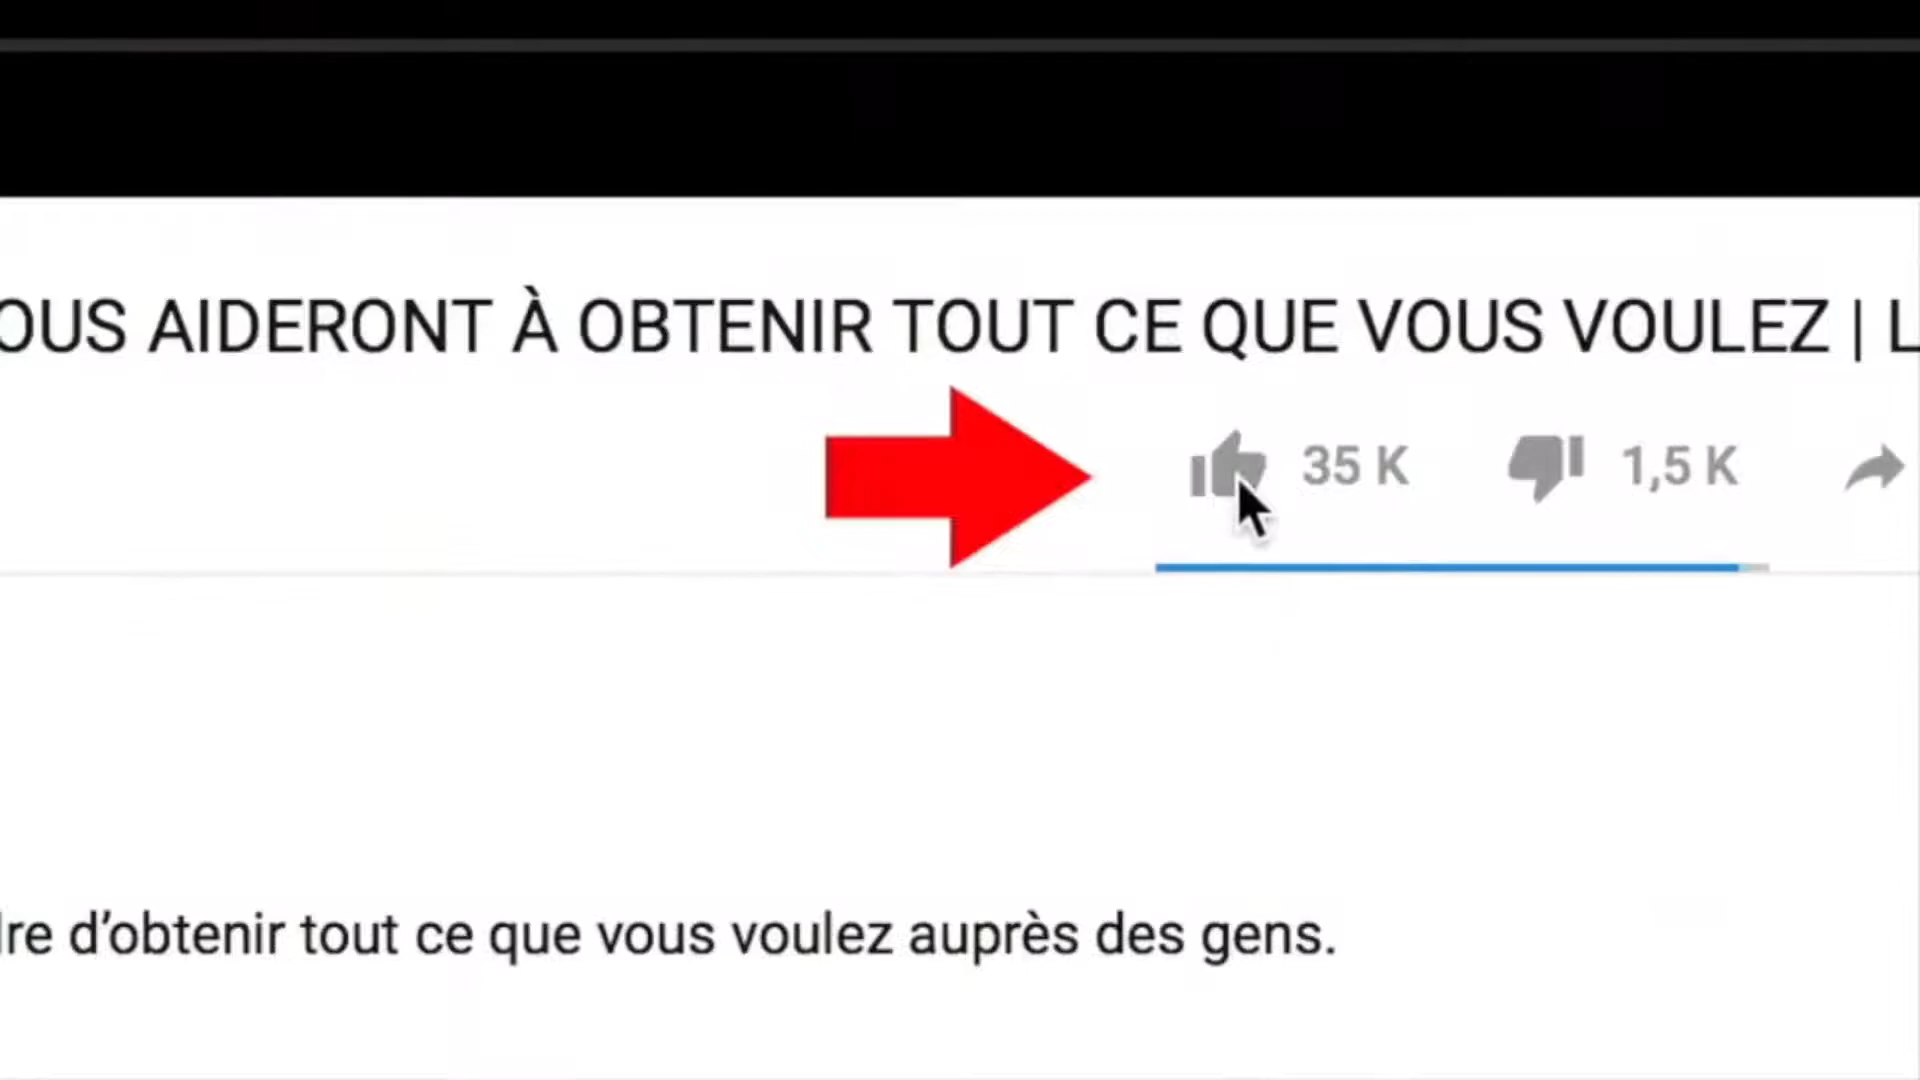 OUS AIDERONT À OBTENIR TOUT CE QUE VOUS VOULEZ | L
35 K 1,5 K
dre d’obtenir tout ce que vous voulez auprès des gens.